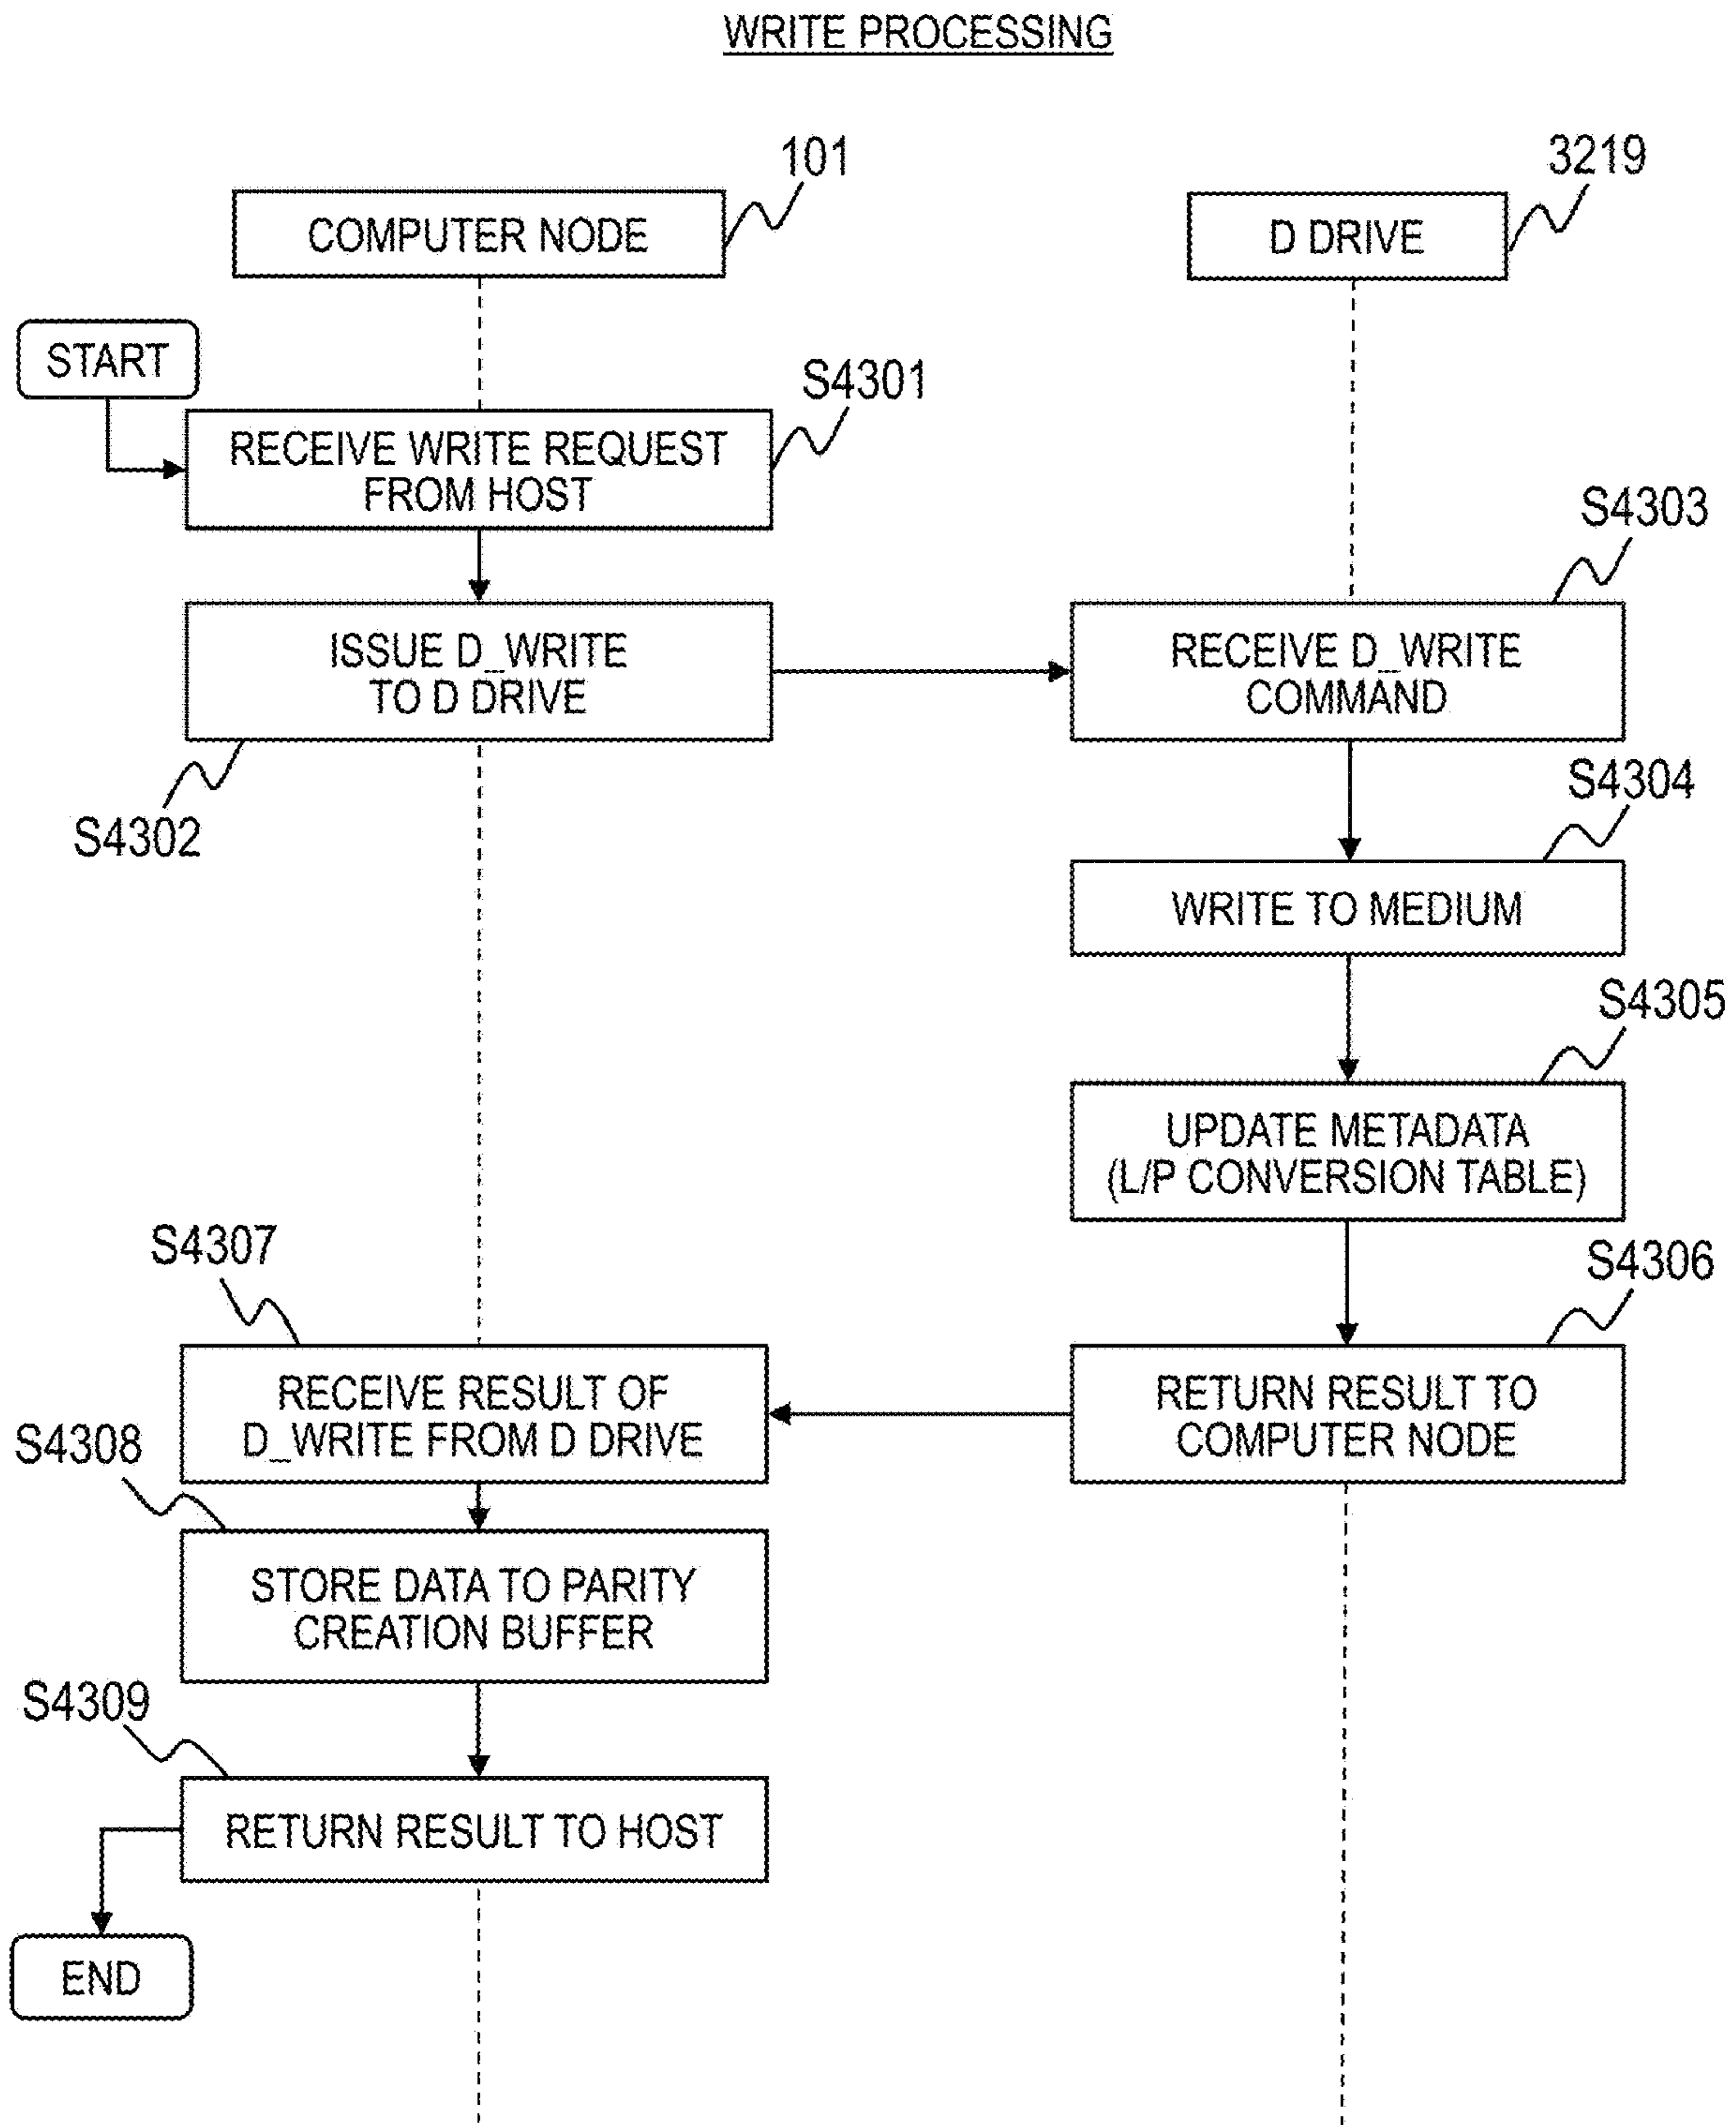 WRITE PROCESSING
101
3219
COMPUTER NODE
D DRIVE
START
S4301
RECEIVE WRITE REQUEST
FROM HOST
S4303
ISSUE D_WRITE
TO D DRIVE
RECEIVE D_WRITE
COMMAND
S4302
S4304
WRITE TO MEDIUM
S4305
UPDATE METADATA
(L/P CONVERSION TABLE)
S4307
S4306
RECEIVE RESULT OF
D_WRITE FROM D DRIVE
RETURN RESULT TO
COMPUTER NODE
S4308
STORE DATA TO PARITY
CREATION BUFFER
S4309
RETURN RESULT TO HOST
END